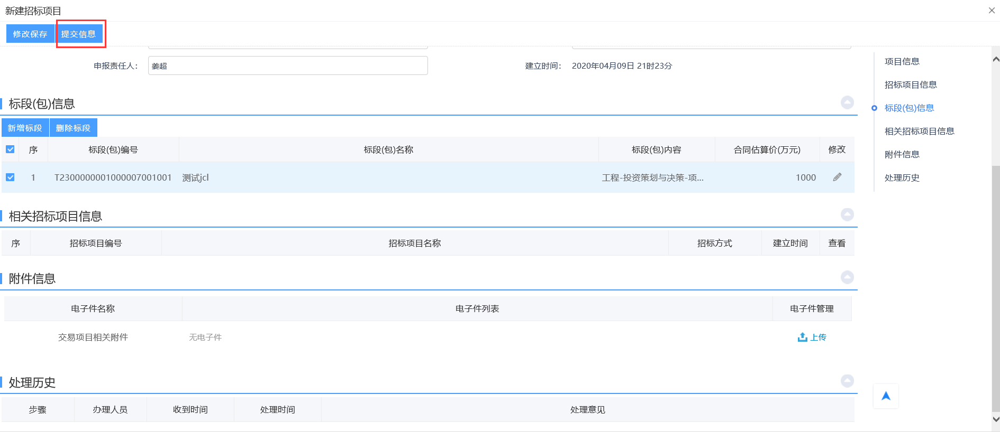 新建招标项目
修改保存 提交信息
申报责任人: 姜超 建立时间: 2020年04月09日 21时23分
标段(包)信息
新增标段 删除标段
序 标段(包)编号 标段(包)名称 标段(包)内容 合同估算价(万元) 修改
1 T2300000001000007001001 测试jcl 工程-投资策划与决策-项... 1000
相关招标项目信息
序 招标项目编号 招标项目名称 招标方式 建立时间 查看
附件信息
电子件名称 电子件列表 电子件管理
交易项目相关附件 无电子件 上传
处理历史
步骤 办理人员 收到时间 处理时间 处理意见
项目信息
招标项目信息
标段(包)信息
相关招标项目信息
附件信息
处理历史